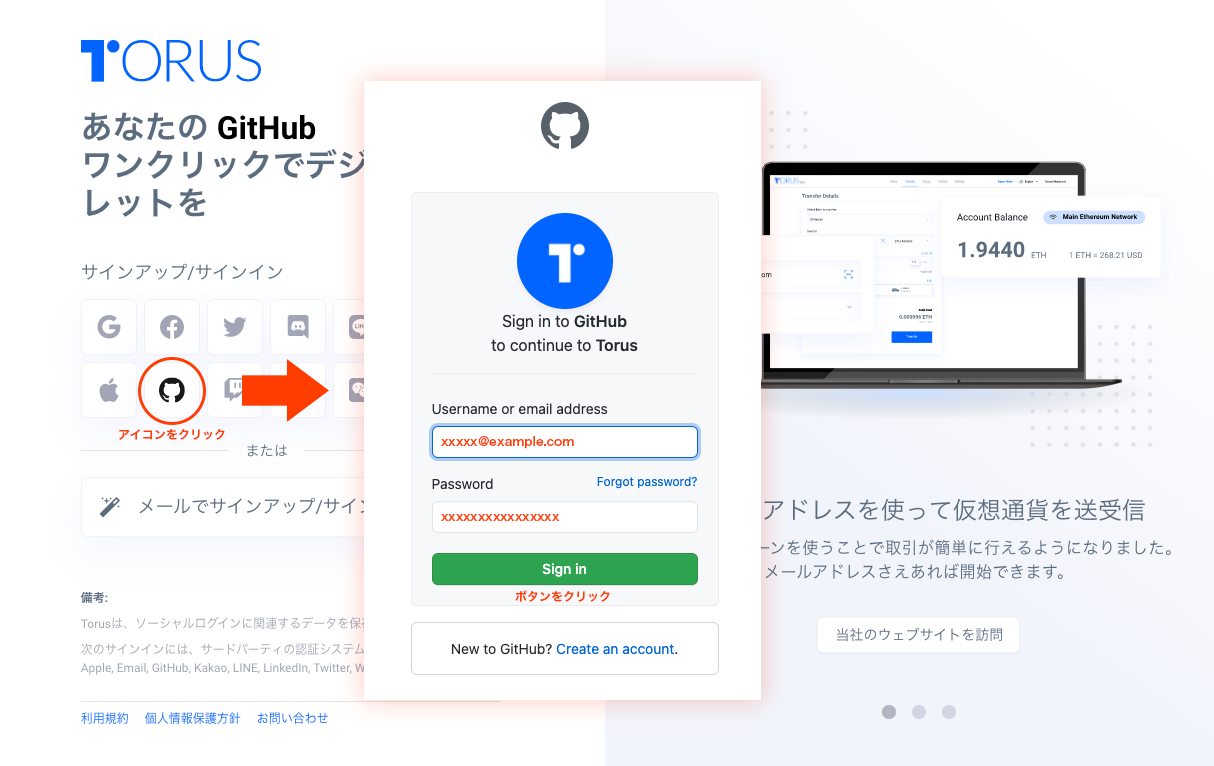 TORUS
あなたの GitHub
ワンクリックでデジ
レットを
サインアップ/サインイン
LINE
アイコンをクリック
または
メールでサインアップ/サイン
備考:
Torusは、ソーシャルログインに関連するデータを保
次のサインインには、サードパーティの認証システム
Apple, Email, GitHub, Kakao, LINE, LinkedIn, Twitter, W
利用規約 個人情報保護方針 お問い合わせ
Sign in to GitHub
to continue to Torus
Username or email address
xxxxx@example.com
Password Forgot password?
xxxxxxxxxxxxxxxx
Sign in
ボタンをクリック
New to GitHub? Create an account.
TORUS
English
Transfer Details
Account Balance Main Ethereum Network
1.9440 ETH 1 ETH = 268.21 USD
om
0.000096 ETH
アドレスを使って仮想通貨を送受信
ーンを使うことで取引が簡単に行えるようになりました。
メールアドレスさえあれば開始できます。
当社のウェブサイトを訪問